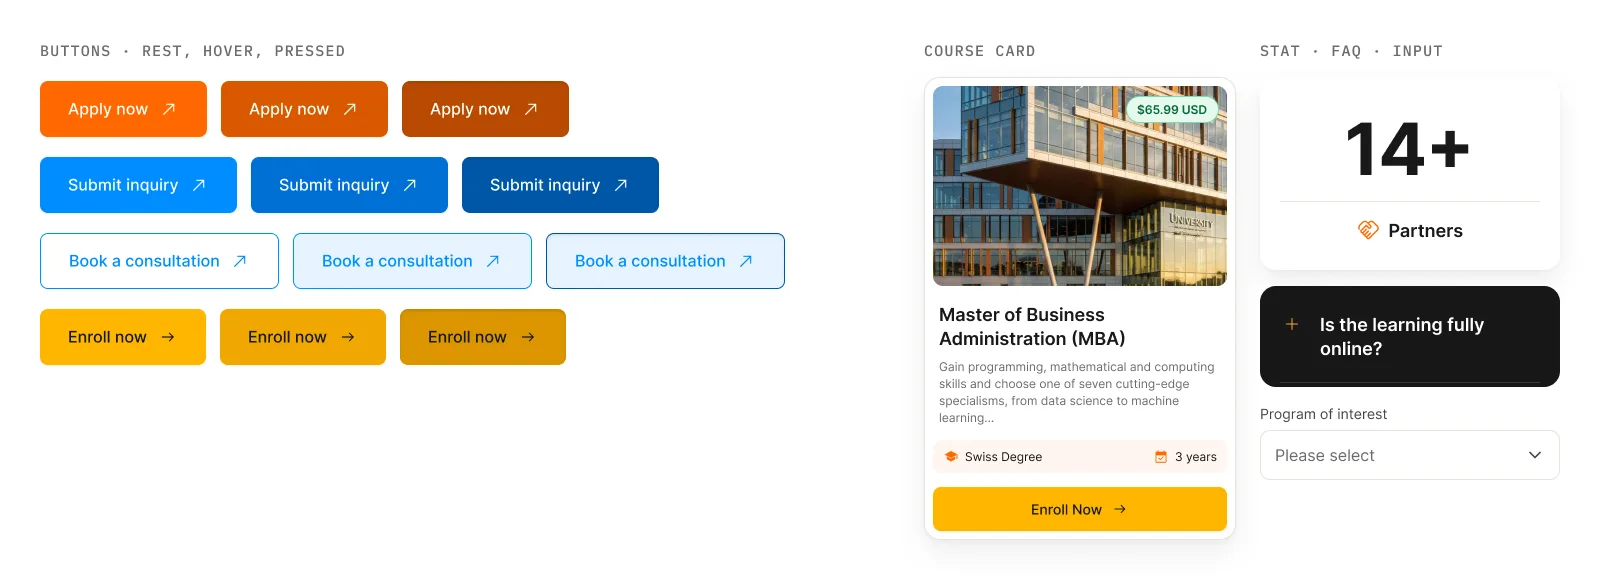 BUTTONS · REST, HOVER, PRESSED
Apply now
Apply now
Apply now
Submit inquiry
Submit inquiry
Submit inquiry
Book a consultation
Book a consultation
Book a consultation
Enroll now
Enroll now
Enroll now
COURSE CARD
$65.99 USD
UNIVERSITY
Master of Business
Administration (MBA)
Gain programming, mathematical and computing
skills and choose one of seven cutting-edge
specialisms, from data science to machine
learning...
Swiss Degree
3 years
Enroll Now
STAT · FAQ · INPUT
14+
Partners
Is the learning fully
online?
Program of interest
Please select